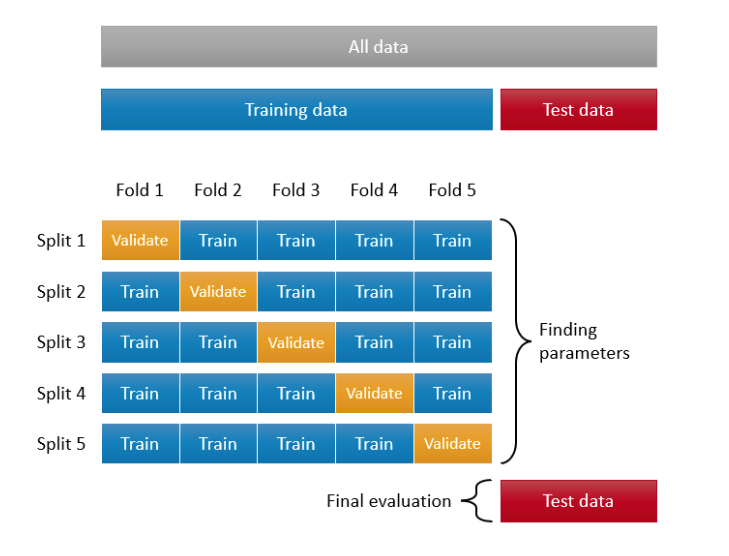 All data
Training data Test data
Fold 1 Fold 2 Fold 3 Fold 4 Fold 5
Split 1 Validate Train Train Train Train
Split 2 Train Validate Train Train Train
Split 3 Train Train Validate Train Train
Finding
parameters
Split 4 Train Train Train Validate Train
Split 5 Train Train Train Train Validate
Final evaluation Test data